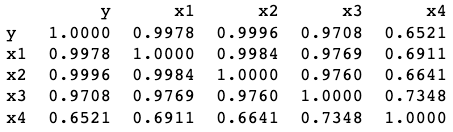 y x1 x2 x3 x4
y 1.0000 0.9978 0.9996 0.9708 0.6521
x1 0.9978 1.0000 0.9984 0.9769 0.6911
x2 0.9996 0.9984 1.0000 0.9760 0.6641
x3 0.9708 0.9769 0.9760 1.0000 0.7348
x4 0.6521 0.6911 0.6641 0.7348 1.0000